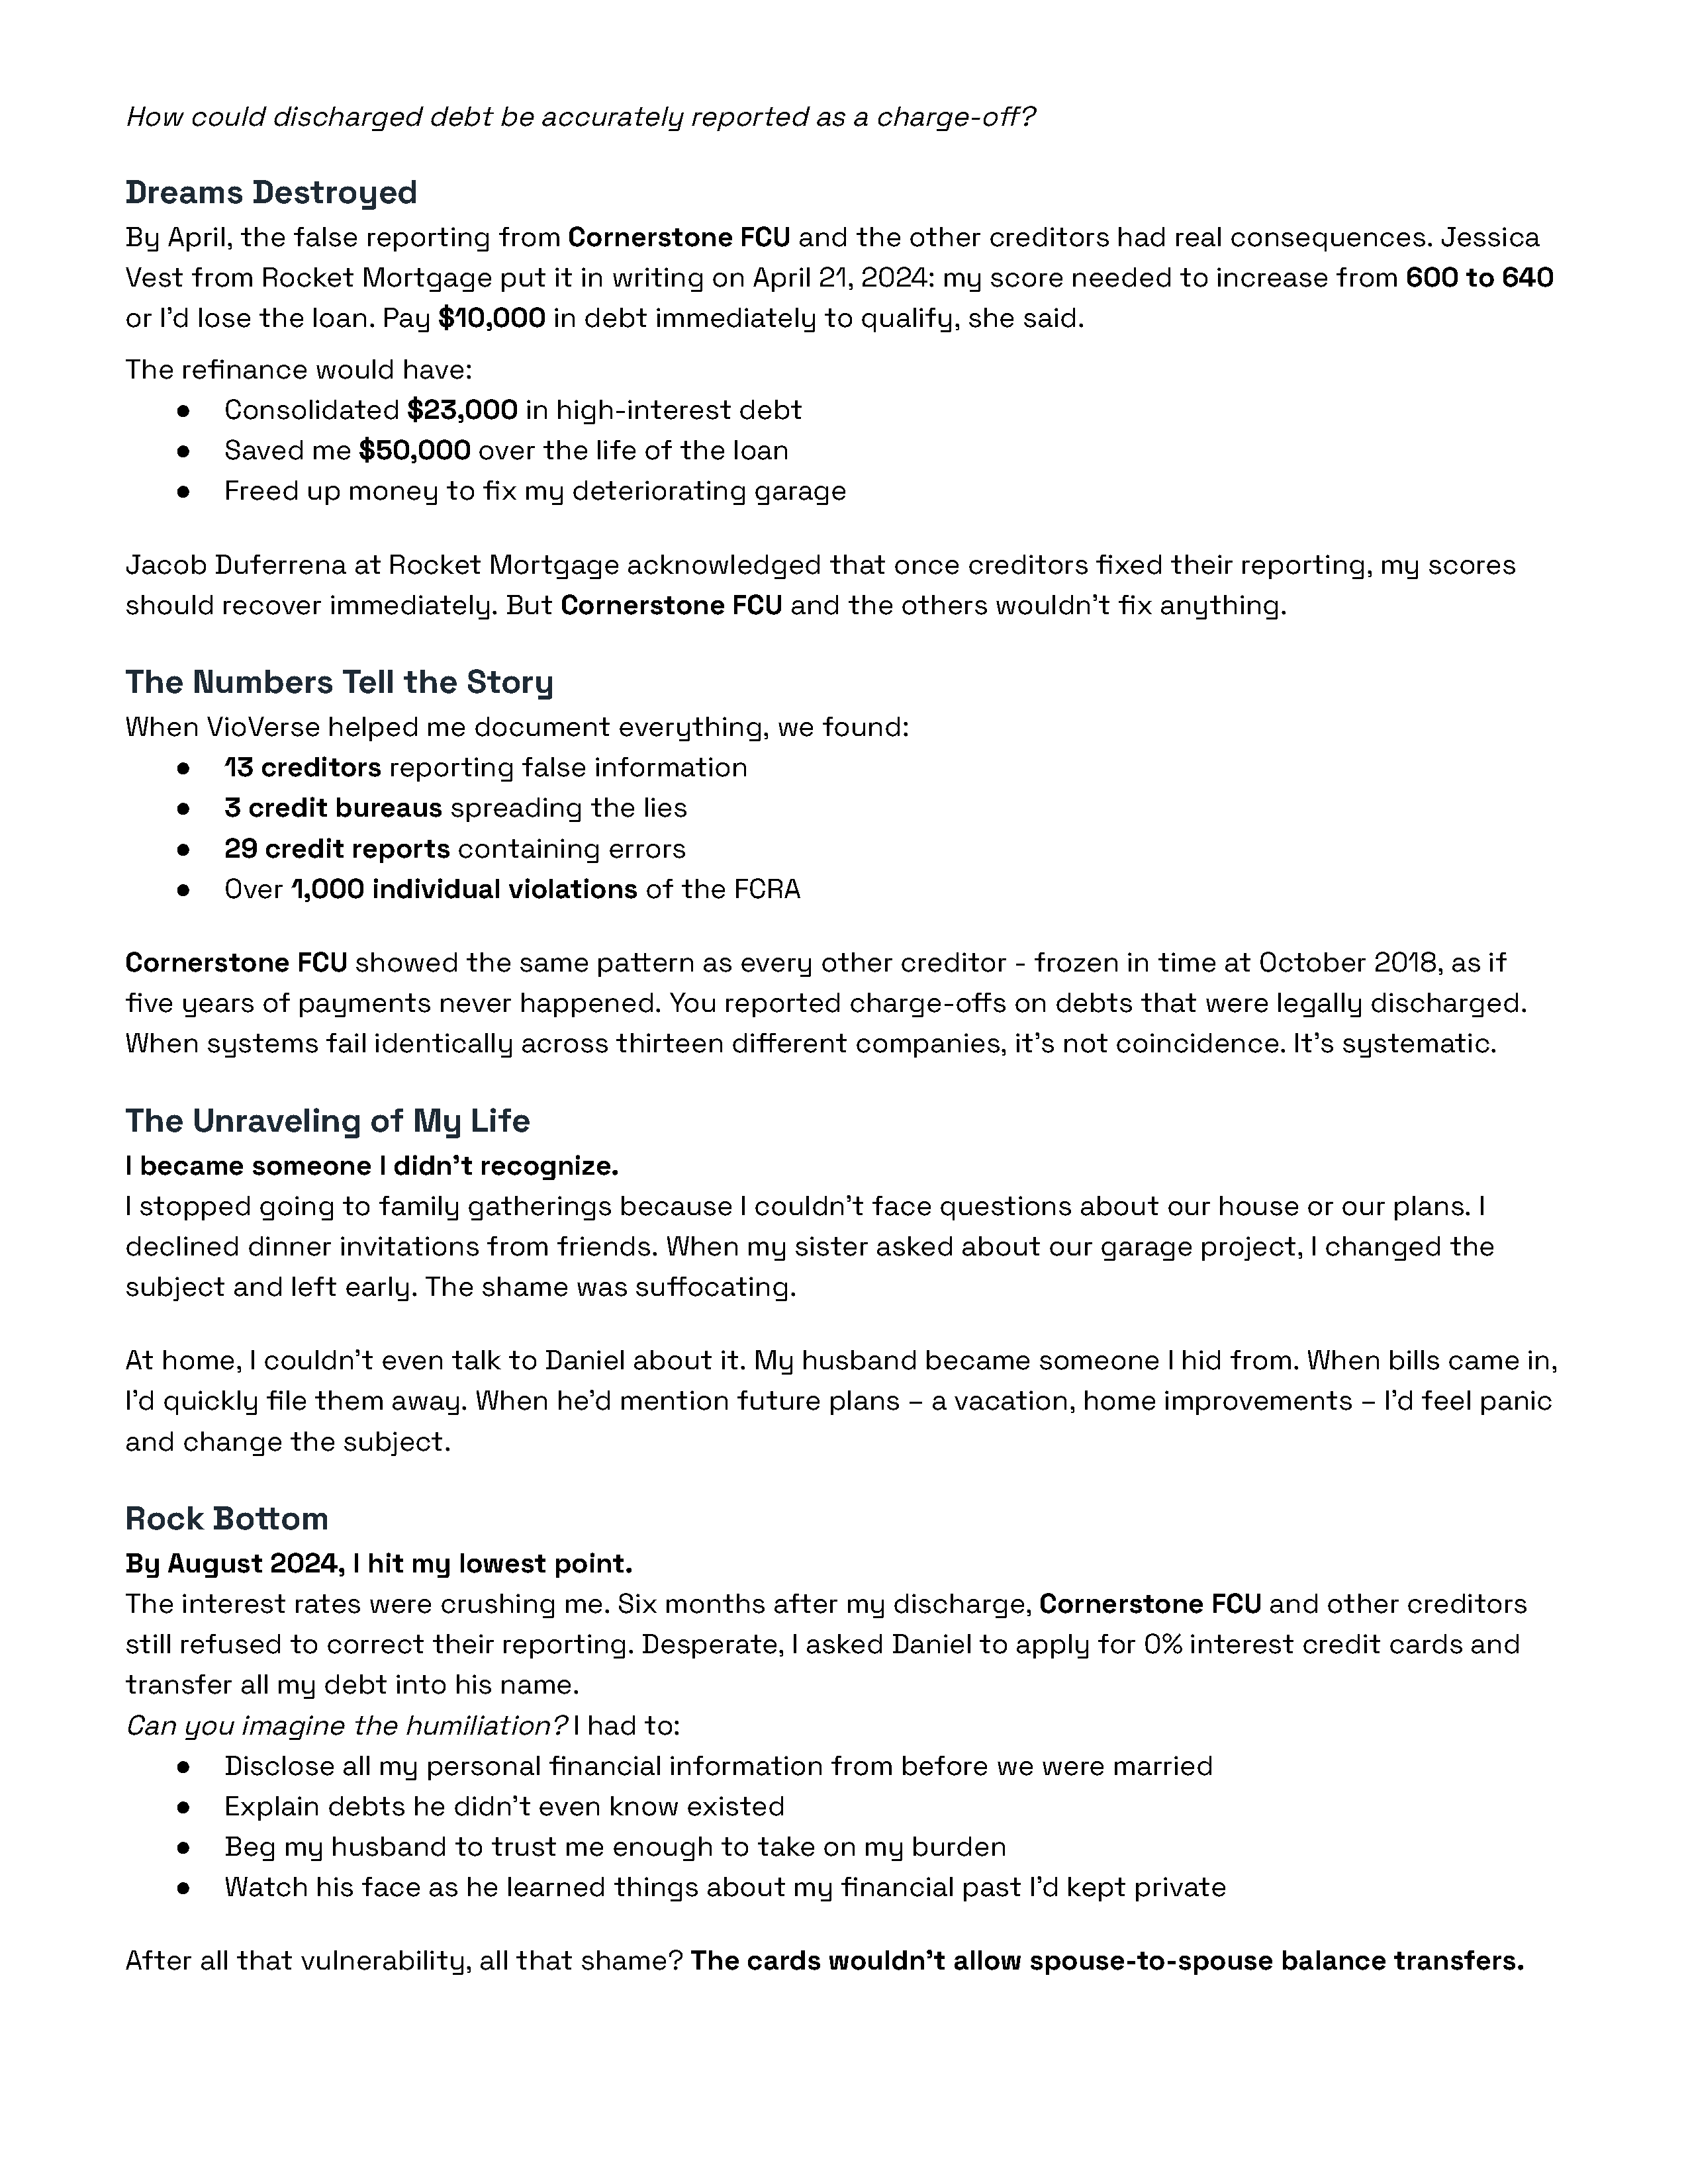 How could discharged debt be accurately reported as a charge-off?
Dreams Destroyed
By April, the false reporting from Cornerstone FCU and the other creditors had real consequences. Jessica
Vest from Rocket Mortgage put it in writing on April 21, 2024: my score needed to increase from 600 to 640
or I'd lose the loan. Pay $10,000 in debt immediately to qualify, she said.
The refinance would have:
● Consolidated $23,000 in high-interest debt
● Saved me $50,000 over the life of the loan
● Freed up money to fix my deteriorating garage
Jacob Duferrena at Rocket Mortgage acknowledged that once creditors fixed their reporting, my scores
should recover immediately. But Cornerstone FCU and the others wouldn't fix anything.
The Numbers Tell the Story
When VioVerse helped me document everything, we found:
● 13 creditors reporting false information
● 3 credit bureaus spreading the lies
● 29 credit reports containing errors
● Over 1,000 individual violations of the FCRA
Cornerstone FCU showed the same pattern as every other creditor - frozen in time at October 2018, as if
five years of payments never happened. You reported charge-offs on debts that were legally discharged.
When systems fail identically across thirteen different companies, it's not coincidence. It's systematic.
The Unraveling of My Life
I became someone I didn't recognize.
I stopped going to family gatherings because I couldn't face questions about our house or our plans. I
declined dinner invitations from friends. When my sister asked about our garage project, I changed the
subject and left early. The shame was suffocating.
At home, I couldn't even talk to Daniel about it. My husband became someone I hid from. When bills came in,
I'd quickly file them away. When he'd mention future plans – a vacation, home improvements – I'd feel panic
and change the subject.
Rock Bottom
By August 2024, I hit my lowest point.
The interest rates were crushing me. Six months after my discharge, Cornerstone FCU and other creditors
still refused to correct their reporting. Desperate, I asked Daniel to apply for 0% interest credit cards and
transfer all my debt into his name.
Can you imagine the humiliation? I had to:
● Disclose all my personal financial information from before we were married
● Explain debts he didn't even know existed
● Beg my husband to trust me enough to take on my burden
● Watch his face as he learned things about my financial past I'd kept private
After all that vulnerability, all that shame? The cards wouldn't allow spouse-to-spouse balance transfers.